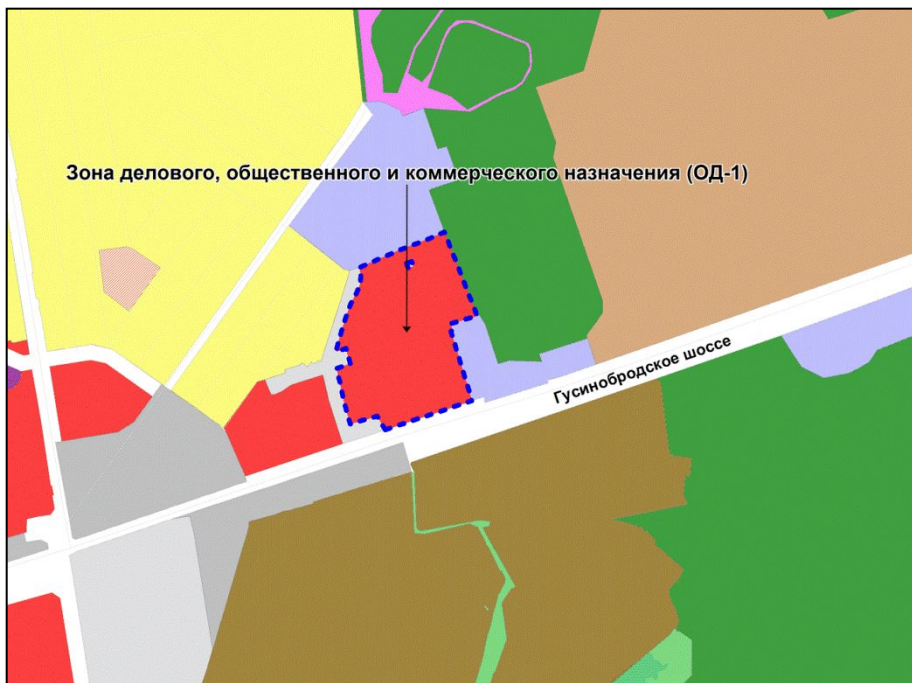 Зона делового, общественного и коммерческого назначения (ОД-1)
Гусинобродское шоссе